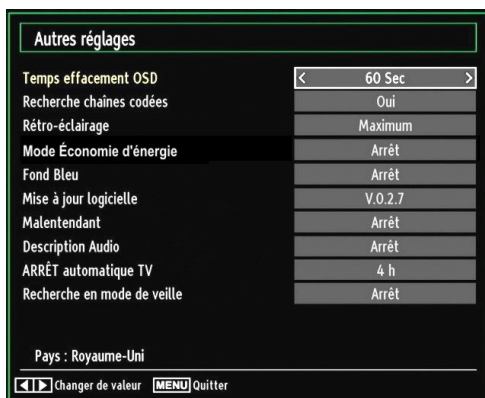 Autres réglages
Temps effacement OSD < 60 Sec >
Recherche chaînes codées Oui
Rétro-éclairage Maximum
Mode Économie d'énergie Arrêt
Fond Bleu Arrêt
Mise à jour logicielle V.0.2.7
Malentendant Arrêt
Description Audio Arrêt
ARRÊT automatique TV 4 h
Recherche en mode de veille Arrêt
Pays : Royaume-Uni
Changer de valeur MENU Quitter